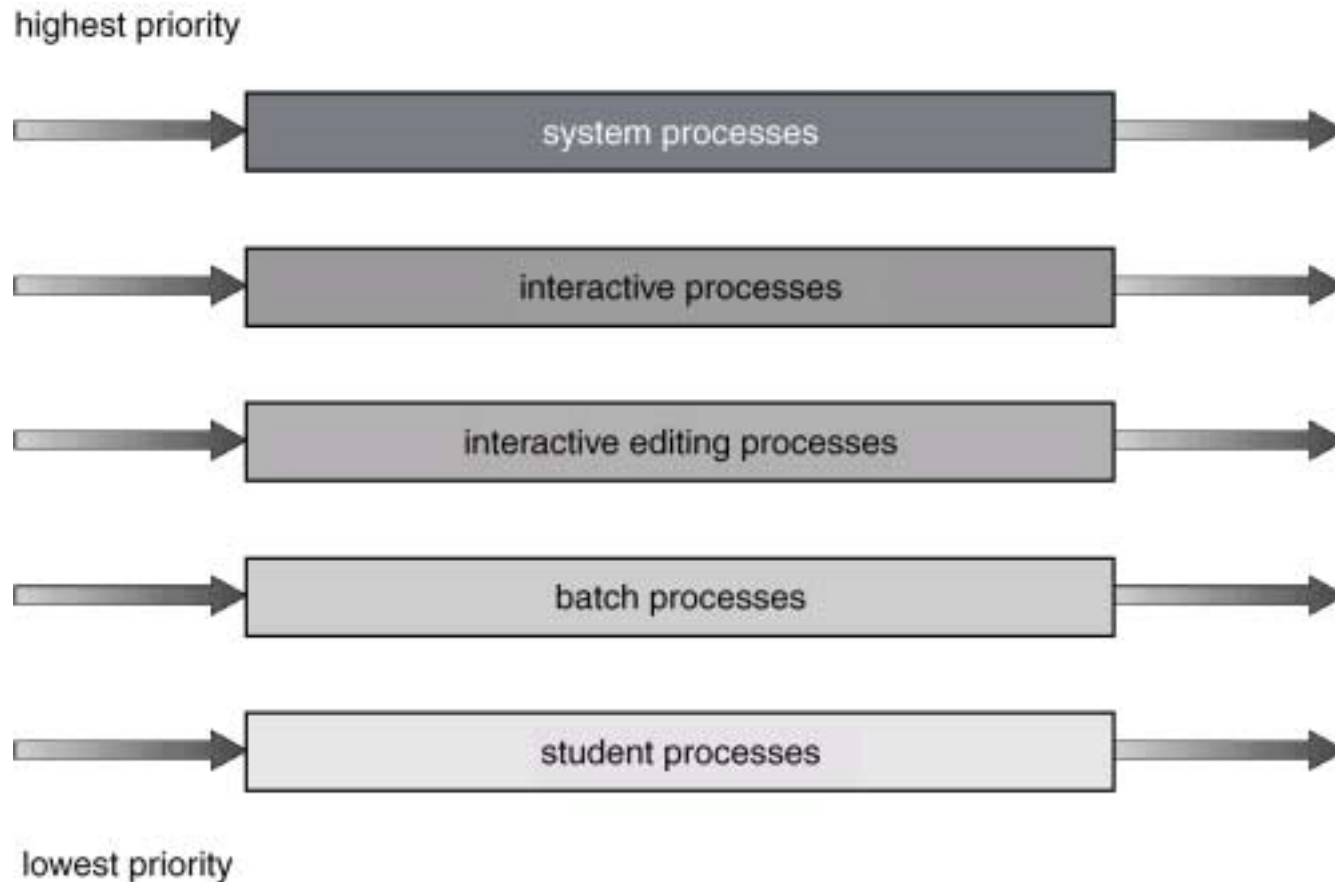 highest priority
system processes
interactive processes
interactive editing processes
batch processes
student processes
lowest priority